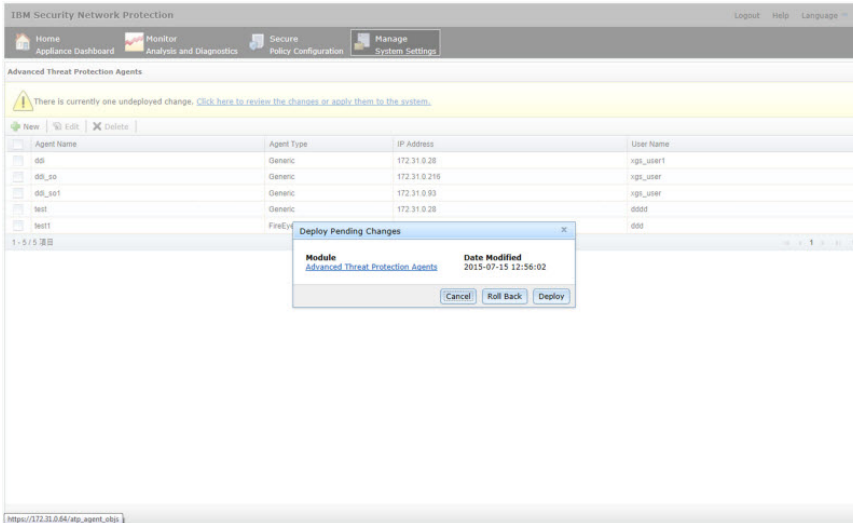 IBM Security Network Protection
Logout Help Language
Home
Appliance Dashboard
Monitor
Analysis and Diagnostics
Secure
Policy Configuration
Manage
System Settings
Advanced Threat Protection Agents
There is currently one undeployed change. Click here to review the changes or apply them to the system.
New Edit Delete
Agent Name Agent Type IP Address User Name
ddi Generic 172.31.0.28 xgs_user1
ddi_so Generic 172.31.0.216 xgs_user
ddi_so1 Generic 172.31.0.93 xgs_user
test Generic 172.31.0.28 dddd
test1 FireEye ddd
1 - 5 / 5 項目 1
Deploy Pending Changes x
Module Date Modified
Advanced Threat Protection Agents 2015-07-15 12:56:02
Cancel Roll Back Deploy
https://172.31.0.64/atp_agent_objs